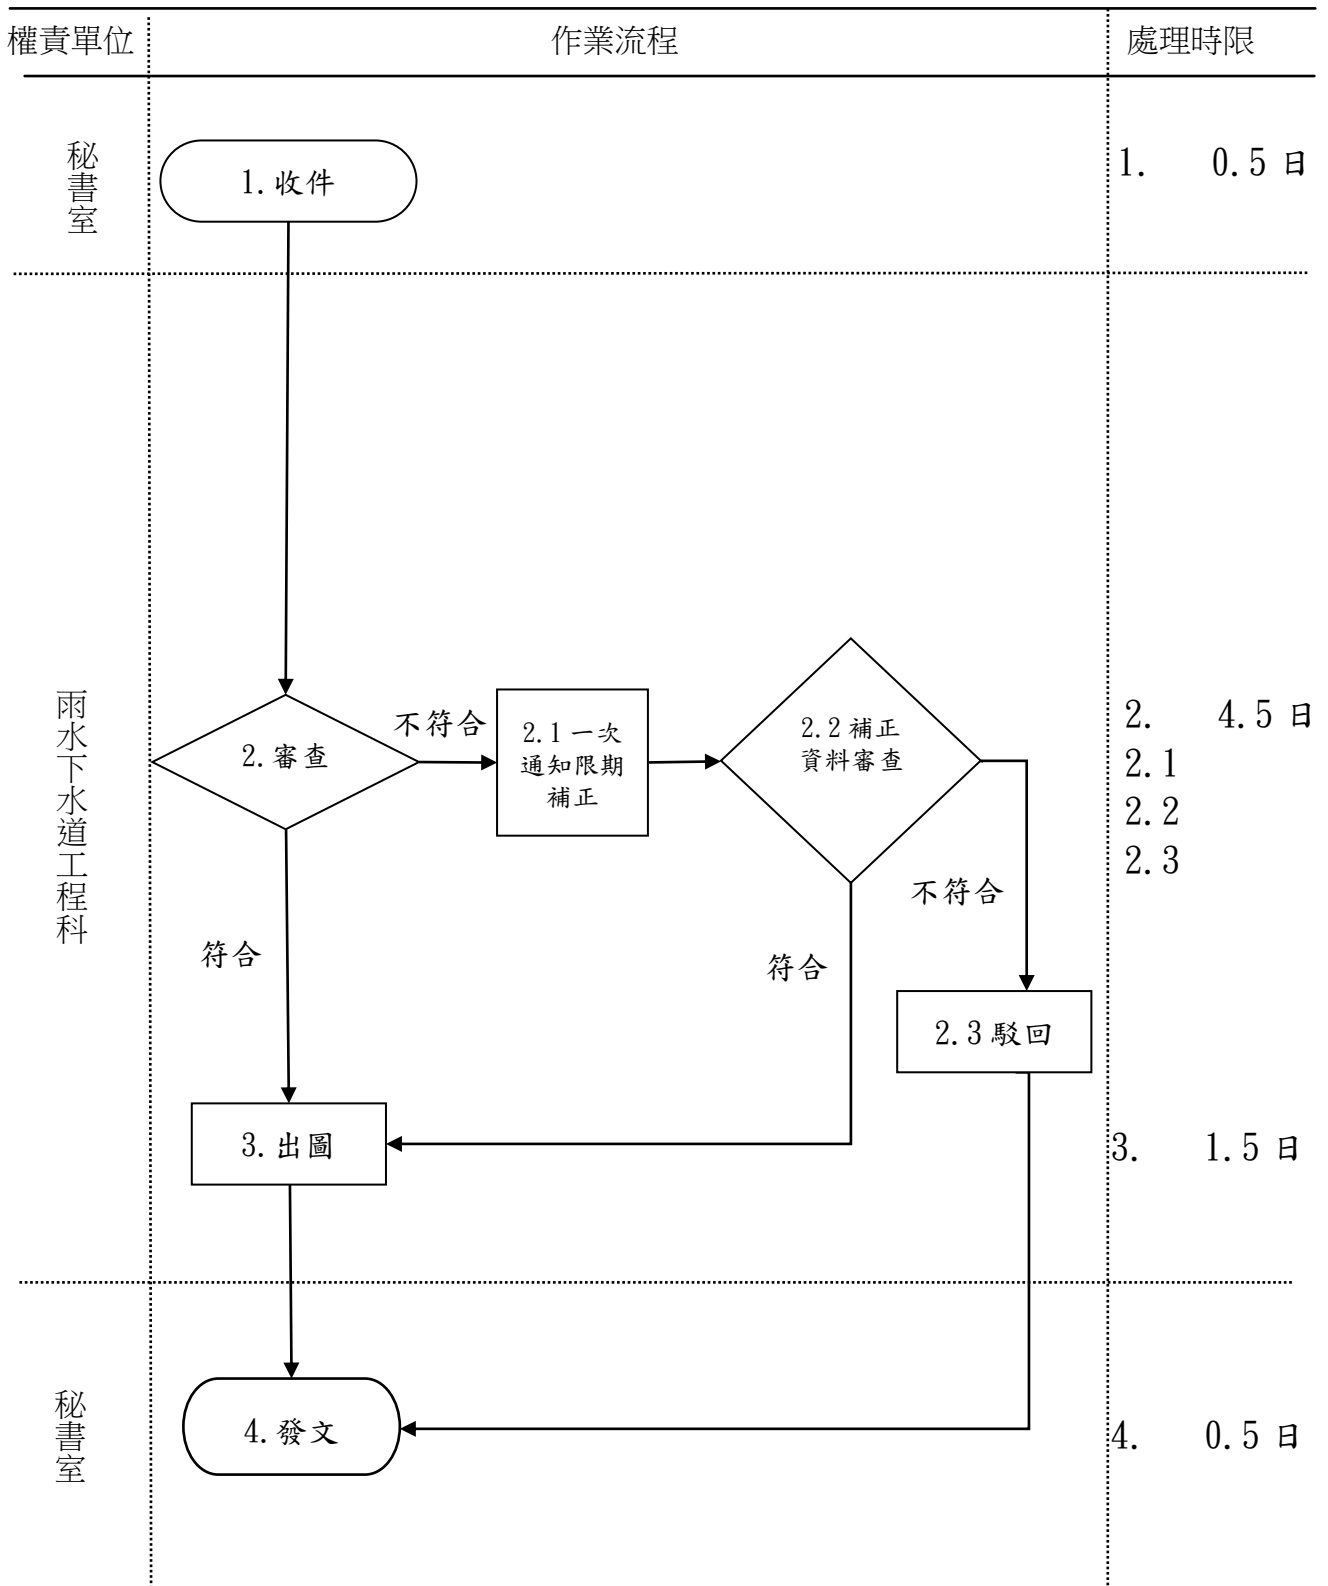 權責單位
作業流程
處理時限
秘書室
1.收件
1. 0.5日
雨水下水道工程科
2.審查
不符合
2.1一次
通知限期
補正
2.2補正
資料審查
2. 4.5日
2.1
2.2
2.3
不符合
符合
符合
2.3駁回
3.出圖
3. 1.5日
秘書室
4.發文
4. 0.5日